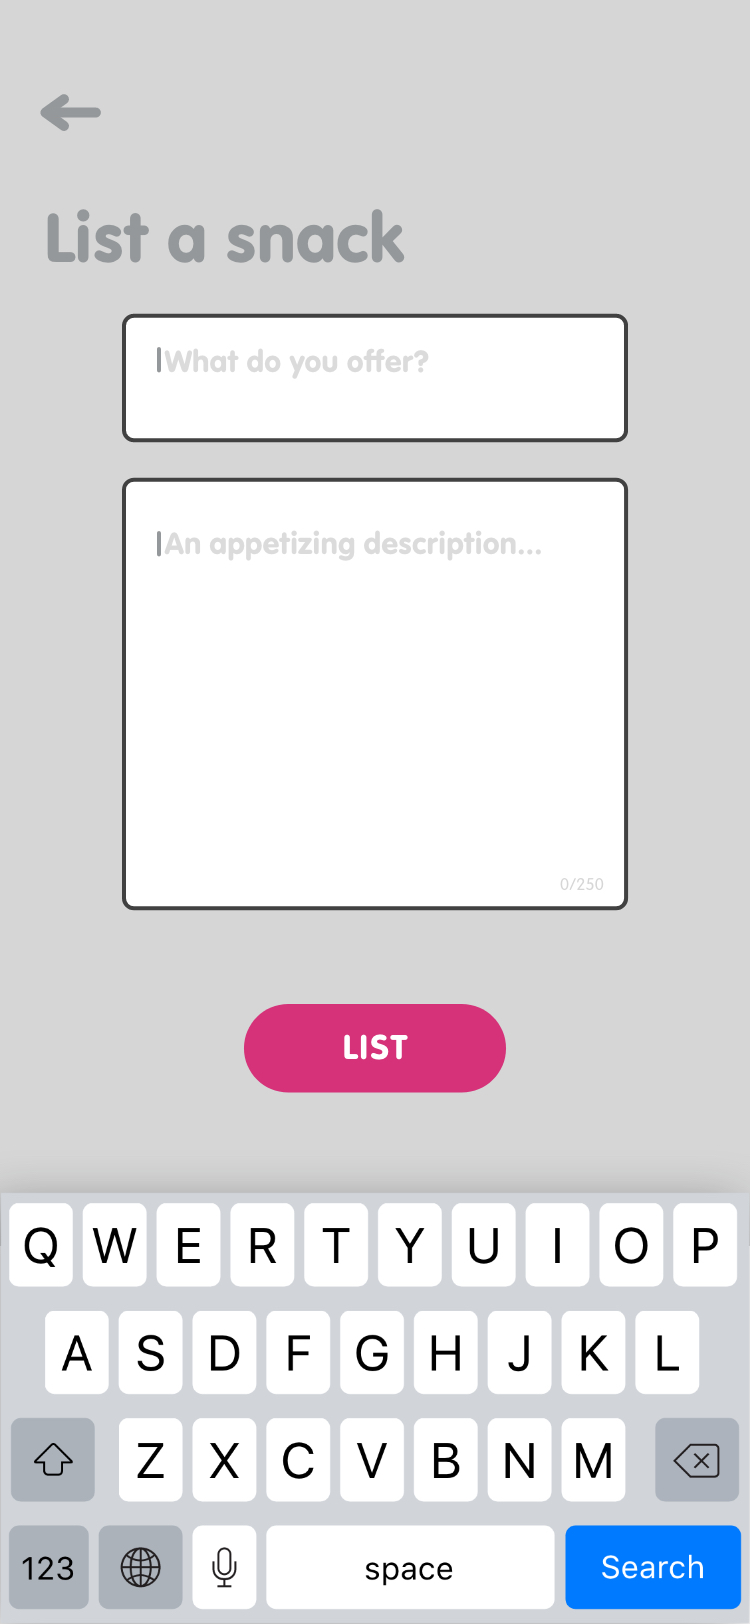 List a snack
What do you offer?
An appetizing description...
0/250
LIST
Q W E R T Y U I O P
A S D F G H J K L
Z X C V B N M
123 space Search